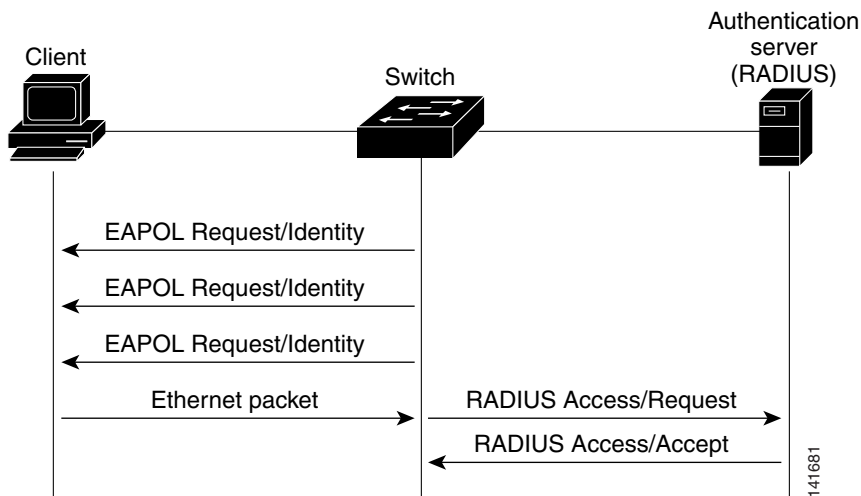 Client
Switch
Authentication
server
(RADIUS)
EAPOL Request/Identity
EAPOL Request/Identity
EAPOL Request/Identity
Ethernet packet
RADIUS Access/Request
RADIUS Access/Accept
141681